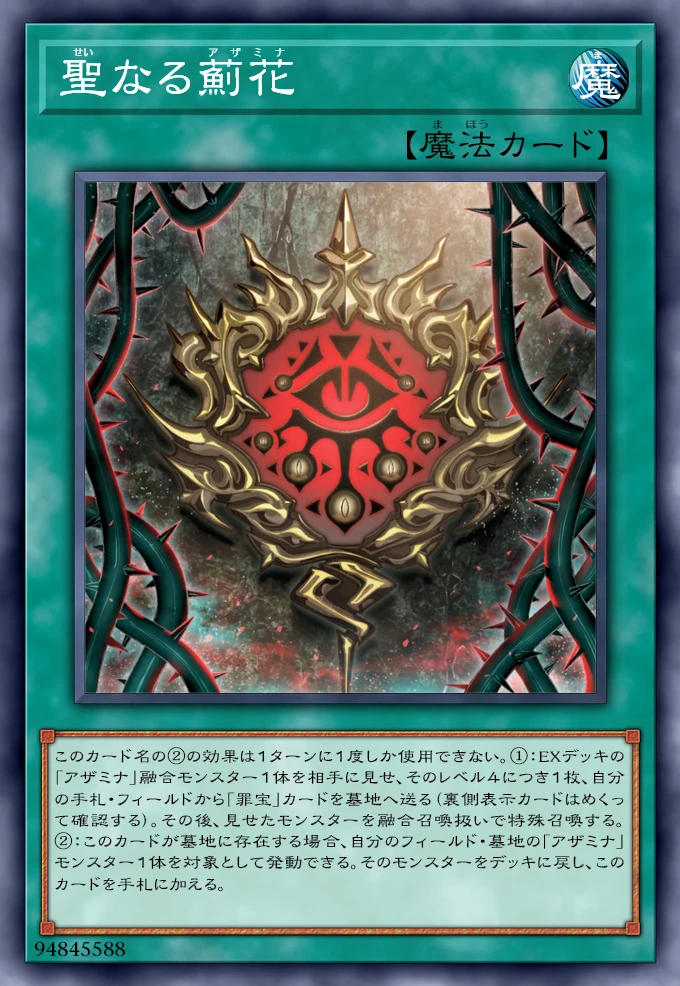 聖なる薊花
せい アザミナ
魔
ま
【魔法カード】
ま ほう
このカード名の②の効果は1ターンに1度しか使用できない。①:EXデッキの
「アザミナ」融合モンスター1体を相手に見せ、そのレベル4につき1枚、自分
の手札・フィールドから「罪宝」カードを墓地へ送る(裏側表示カードはめくっ
て確認する)。その後、見せたモンスターを融合召喚扱いで特殊召喚する。
②:このカードが墓地に存在する場合、自分のフィールド・墓地の「アザミナ」
モンスター1体を対象として発動できる。そのモンスターをデッキに戻し、この
カードを手札に加える。
94845588